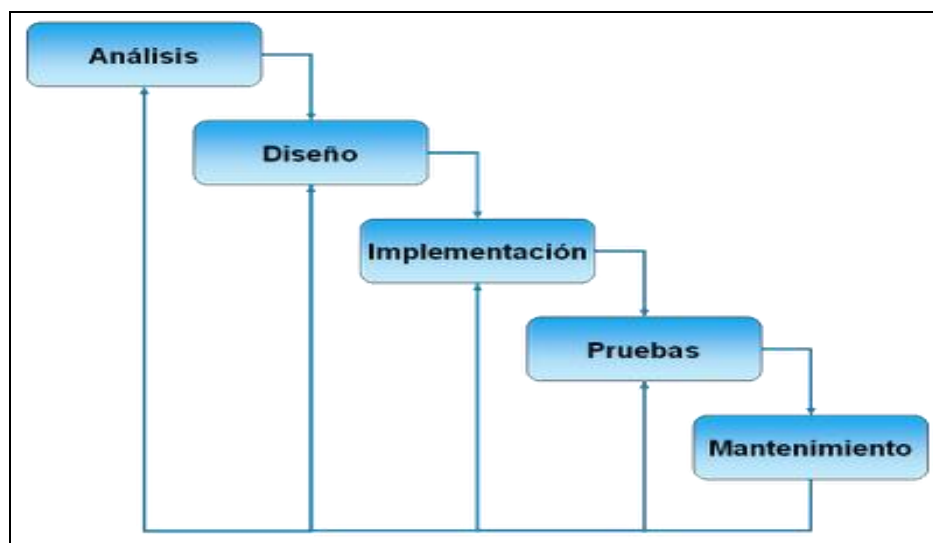 Análisis
Diseño
Implementación
Pruebas
Mantenimiento